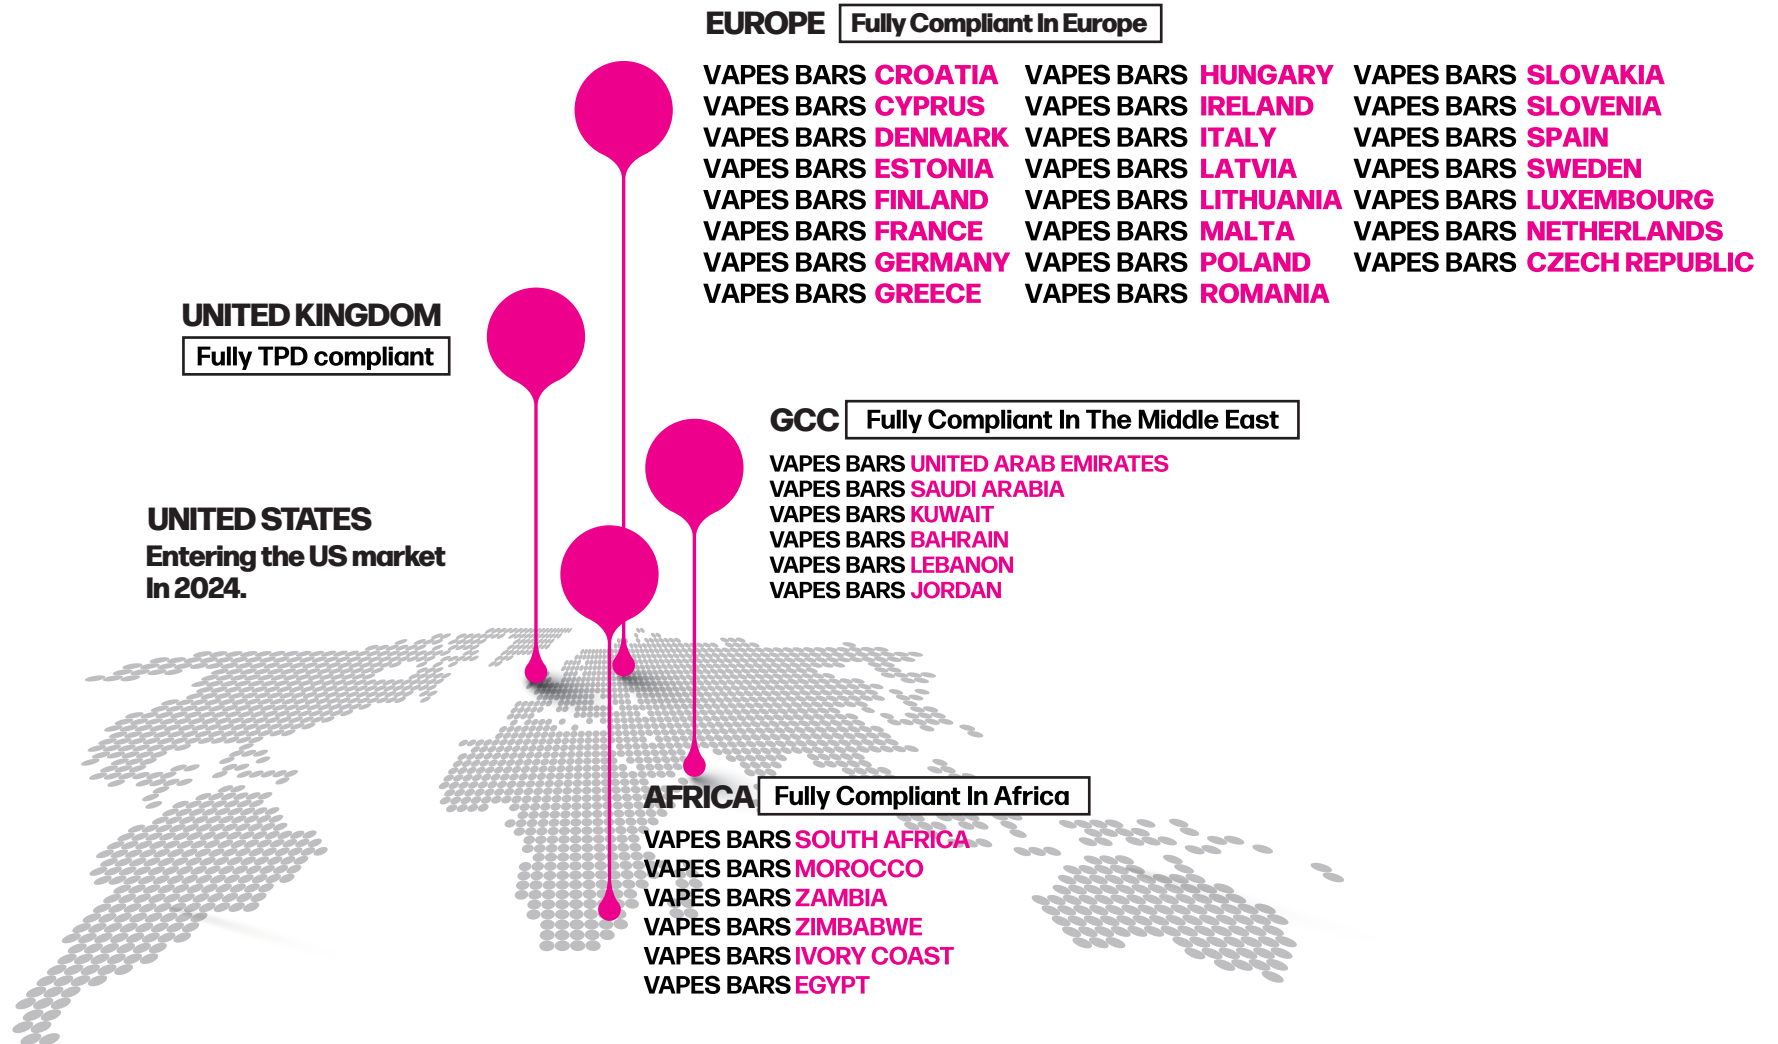 EUROPE Fully Compliant In Europe
VAPES BARS CROATIA VAPES BARS HUNGARY VAPES BARS SLOVAKIA
VAPES BARS CYPRUS VAPES BARS IRELAND VAPES BARS SLOVENIA
VAPES BARS DENMARK VAPES BARS ITALY VAPES BARS SPAIN
VAPES BARS ESTONIA VAPES BARS LATVIA VAPES BARS SWEDEN
VAPES BARS FINLAND VAPES BARS LITHUANIA VAPES BARS LUXEMBOURG
VAPES BARS FRANCE VAPES BARS MALTA VAPES BARS NETHERLANDS
VAPES BARS GERMANY VAPES BARS POLAND VAPES BARS CZECH REPUBLIC
VAPES BARS GREECE VAPES BARS ROMANIA
UNITED KINGDOM
Fully TPD compliant
GCC Fully Compliant In The Middle East
VAPES BARS UNITED ARAB EMIRATES
VAPES BARS SAUDI ARABIA
VAPES BARS KUWAIT
VAPES BARS BAHRAIN
VAPES BARS LEBANON
VAPES BARS JORDAN
UNITED STATES
Entering the US market
In 2024.
AFRICA Fully Compliant In Africa
VAPES BARS SOUTH AFRICA
VAPES BARS MOROCCO
VAPES BARS ZAMBIA
VAPES BARS ZIMBABWE
VAPES BARS IVORY COAST
VAPES BARS EGYPT